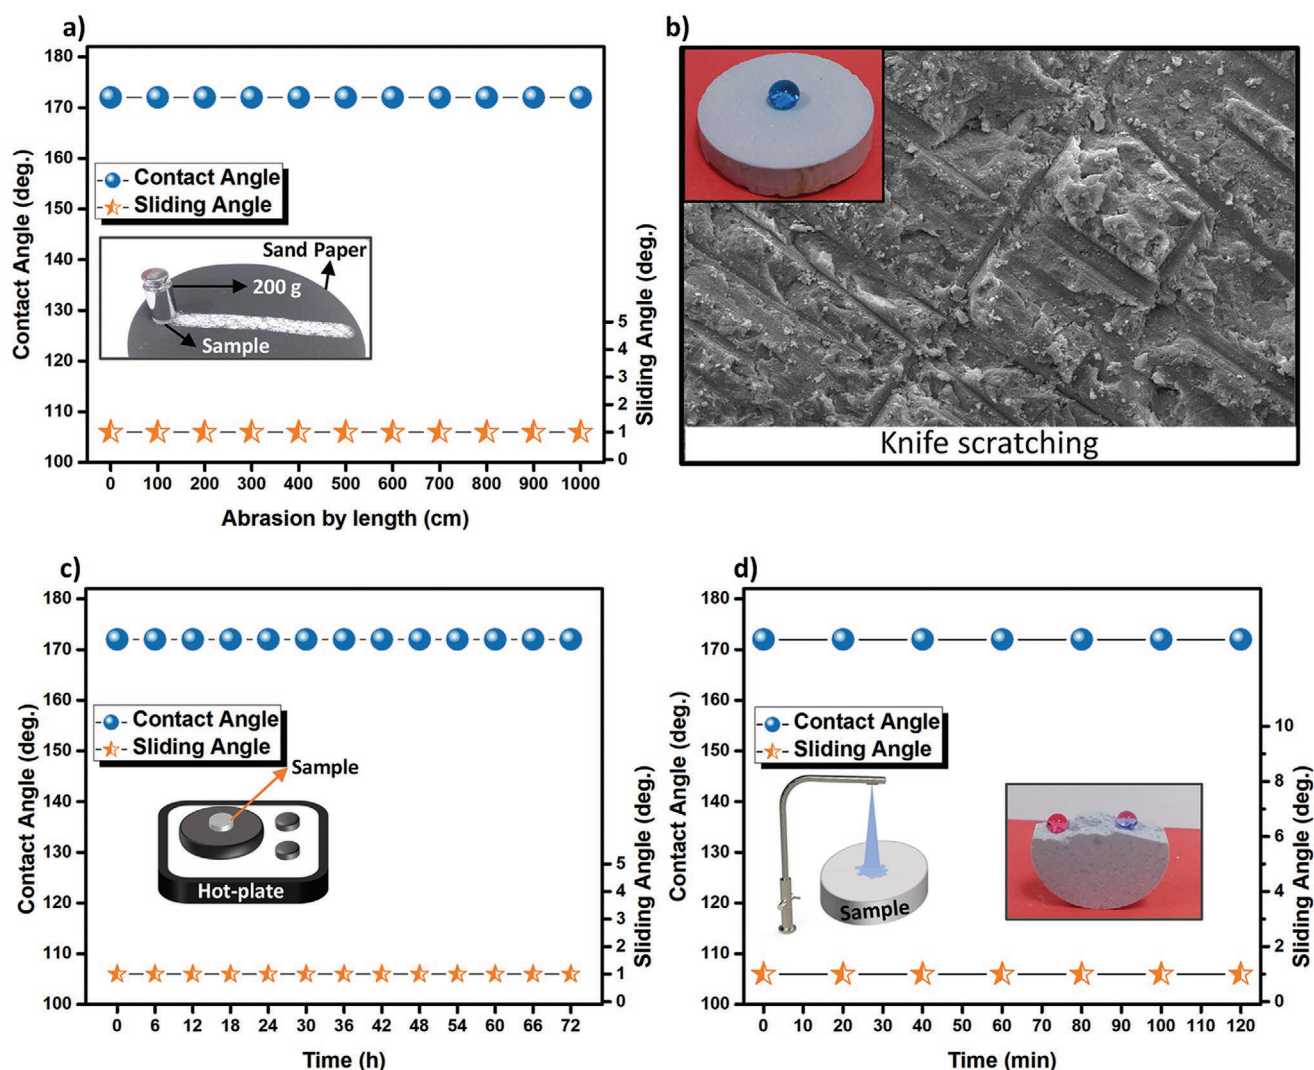 a)
180
170
160
150
140
130
120
110
100
Contact Angle (deg.)
Contact Angle
Sliding Angle
Sand Paper
200 g
Sample
5
4
3
2
1
0
Sliding Angle (deg.)
0 100 200 300 400 500 600 700 800 900 1000
Abrasion by length (cm)
b)
Knife scratching
c)
180
170
160
150
140
130
120
110
100
Contact Angle (deg.)
Contact Angle
Sliding Angle
Sample
Hot-plate
5
4
3
2
1
0
Sliding Angle (deg.)
0 6 12 18 24 30 36 42 48 54 60 66 72
Time (h)
d)
180
170
160
150
140
130
120
110
100
Contact Angle (deg.)
Contact Angle
Sliding Angle
Sample
10
8
6
4
2
0
Sliding Angle (deg.)
0 10 20 30 40 50 60 70 80 90 100 110 120
Time (min)